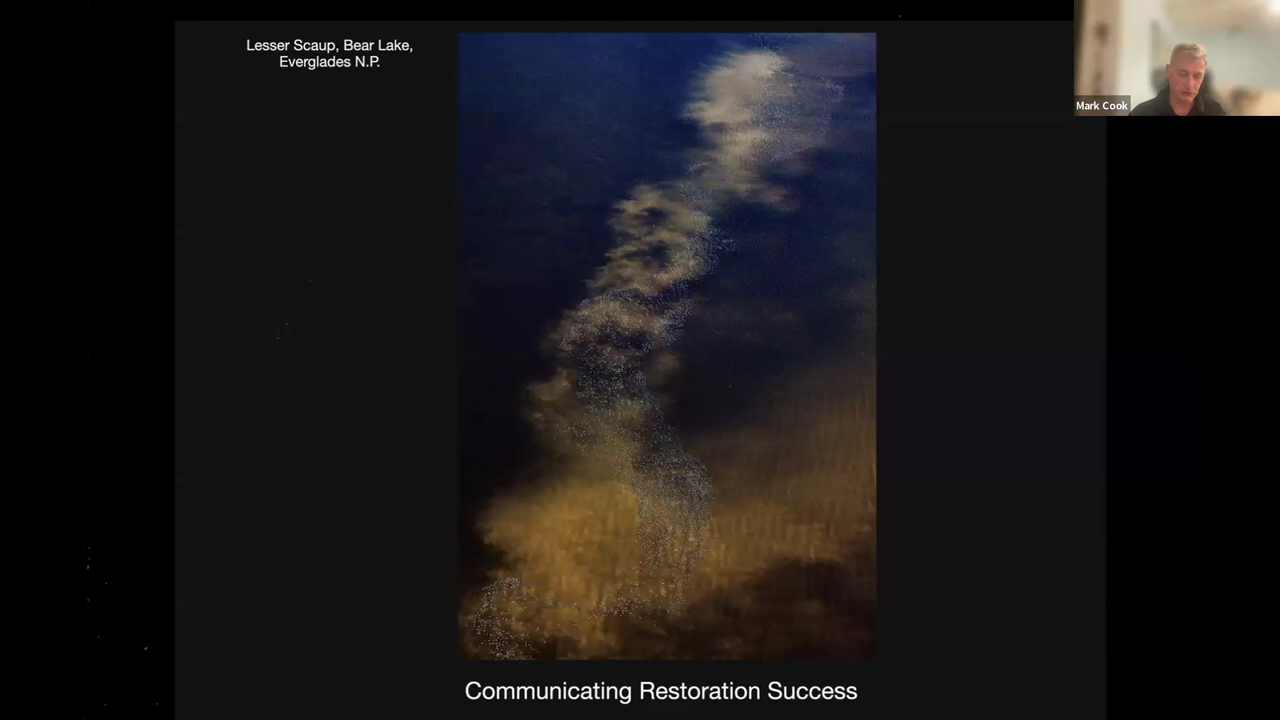 Lesser Scaup, Bear Lake,
Everglades N.P.
Mark Cook
Communicating Restoration Success